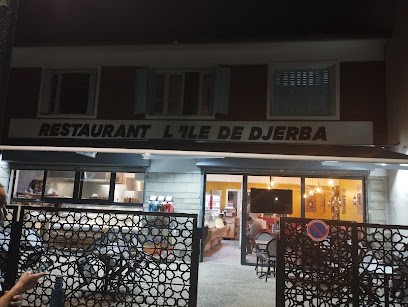 RESTAURANT L'ILE DE DJERBA